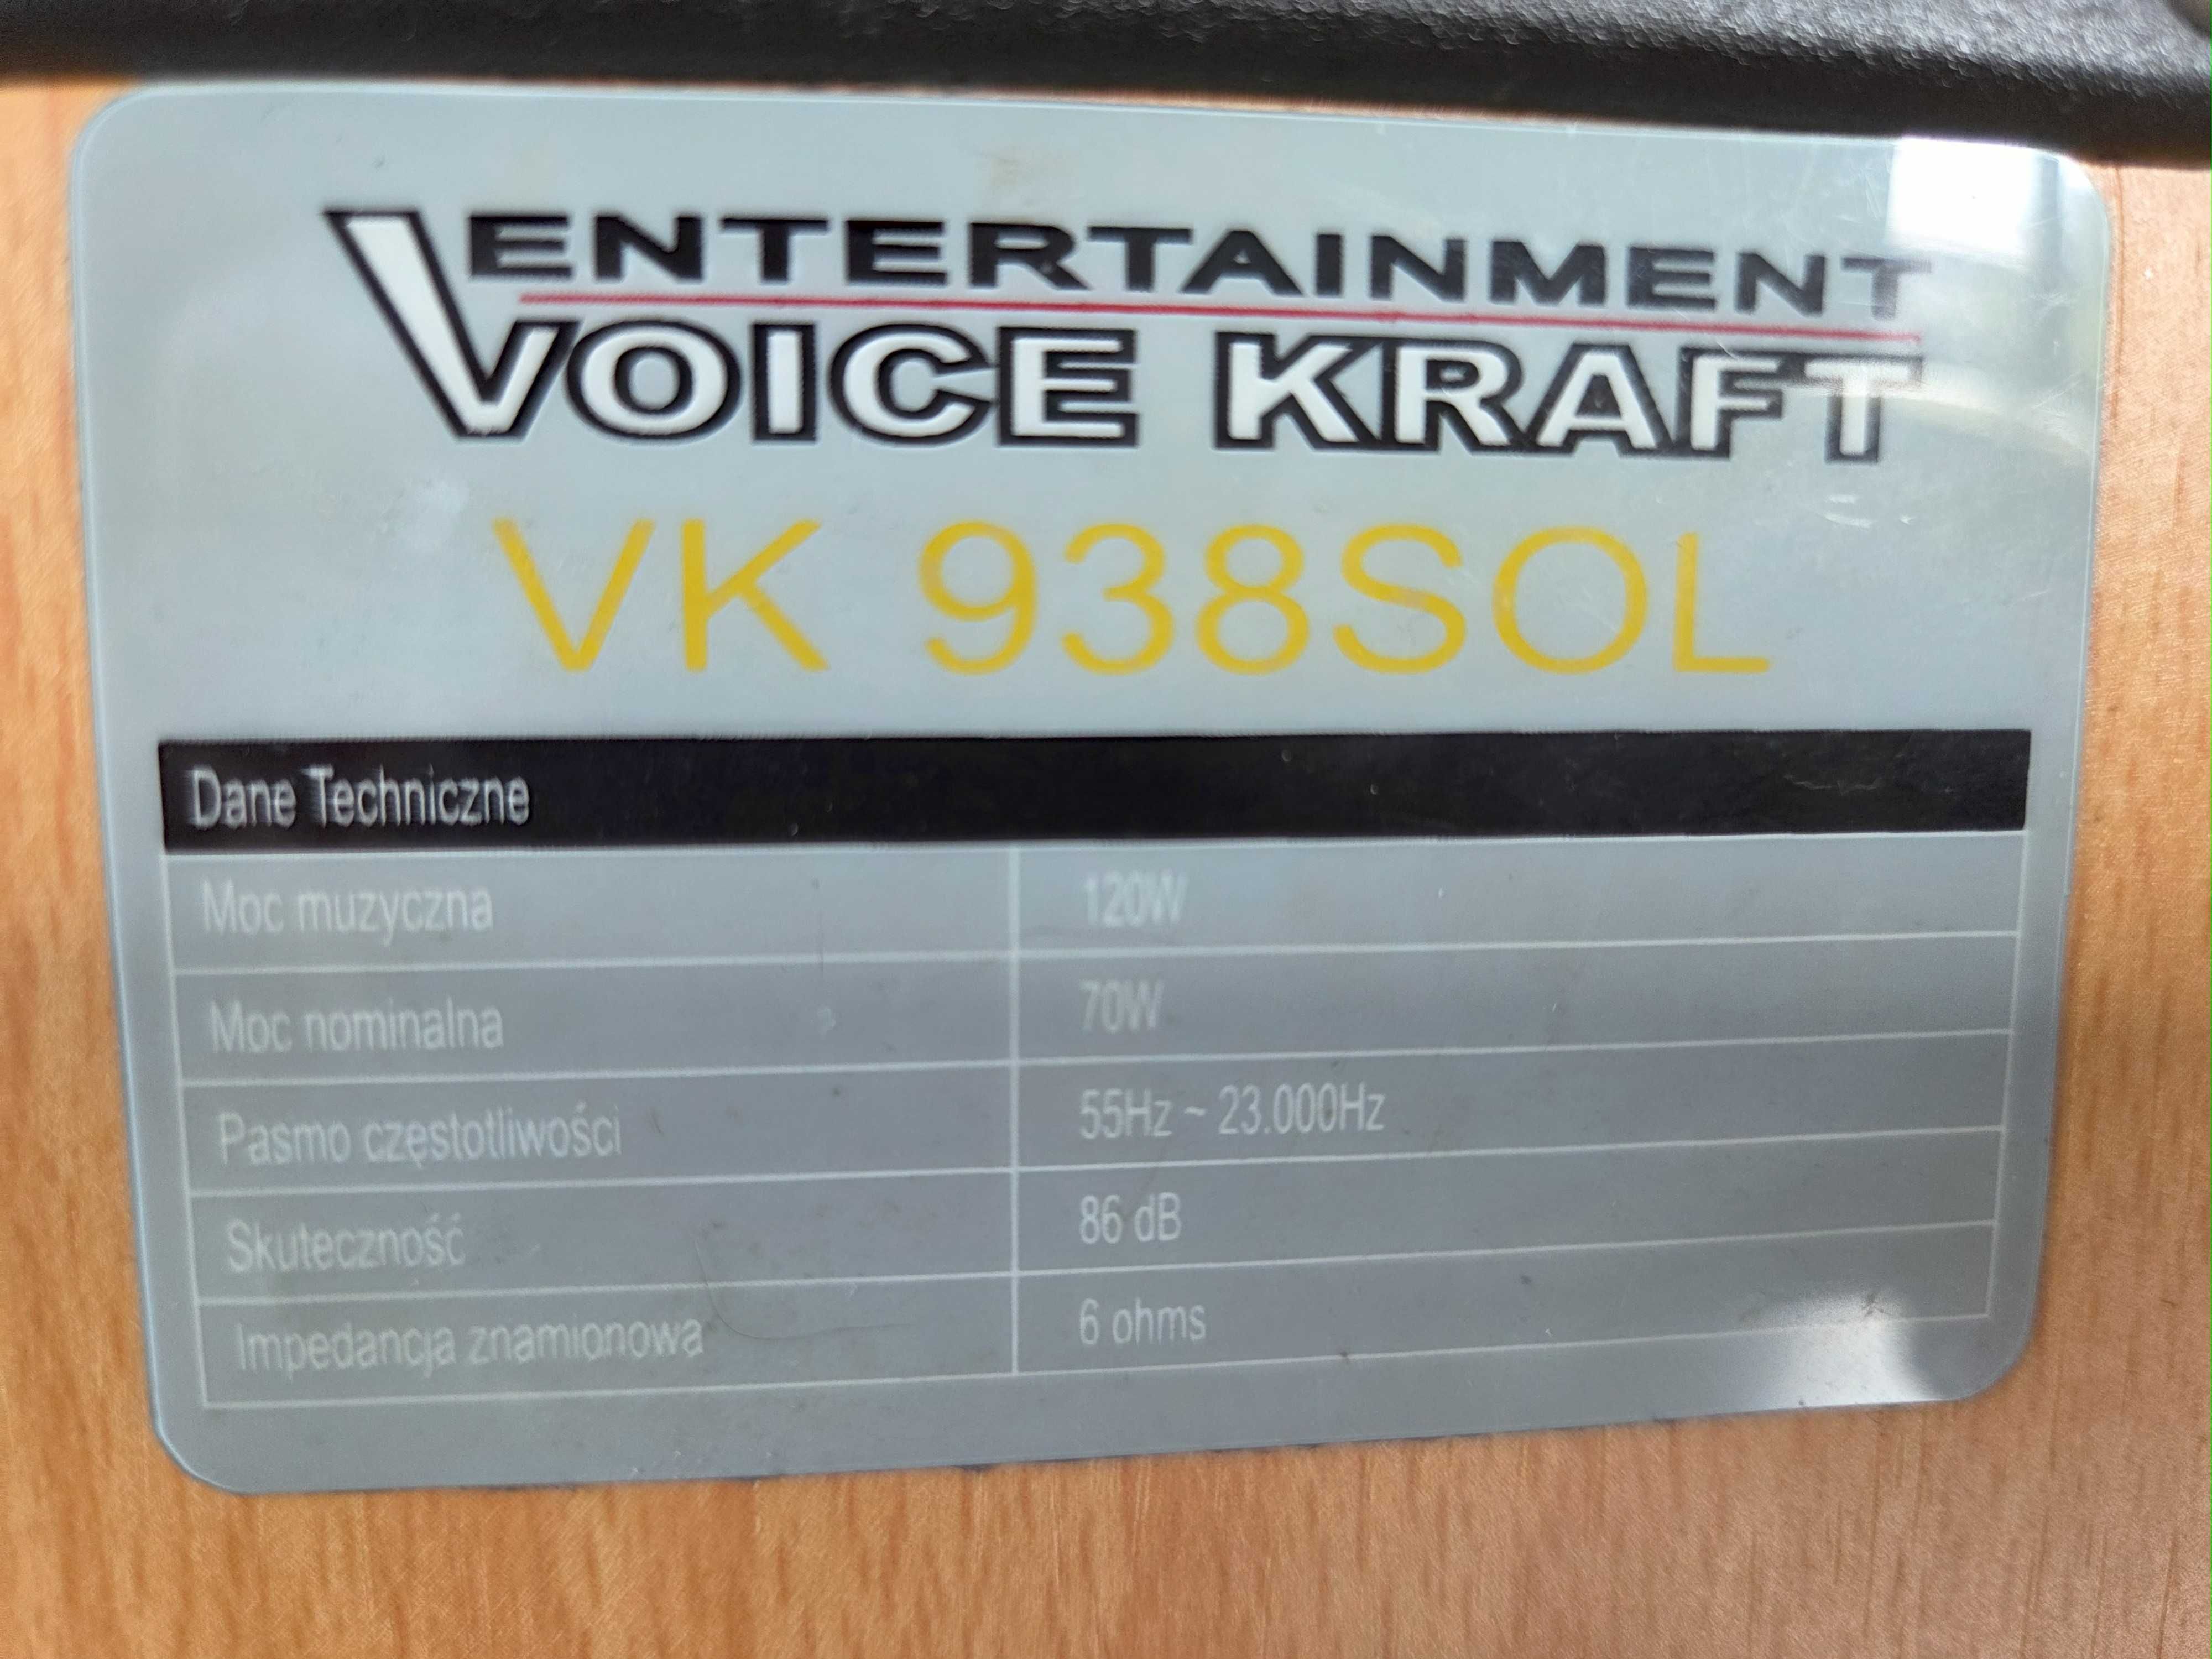 ENTERTAINMENT
VOICE KRAFT
VK 938SOL
Dane Techniczne
Moc muzyczna 120W
Moc nominalna 70W
Pasmo częstotliwości 55Hz ~ 23.000Hz
Skuteczność 86 dB
Impedancja znamionowa 6 ohms